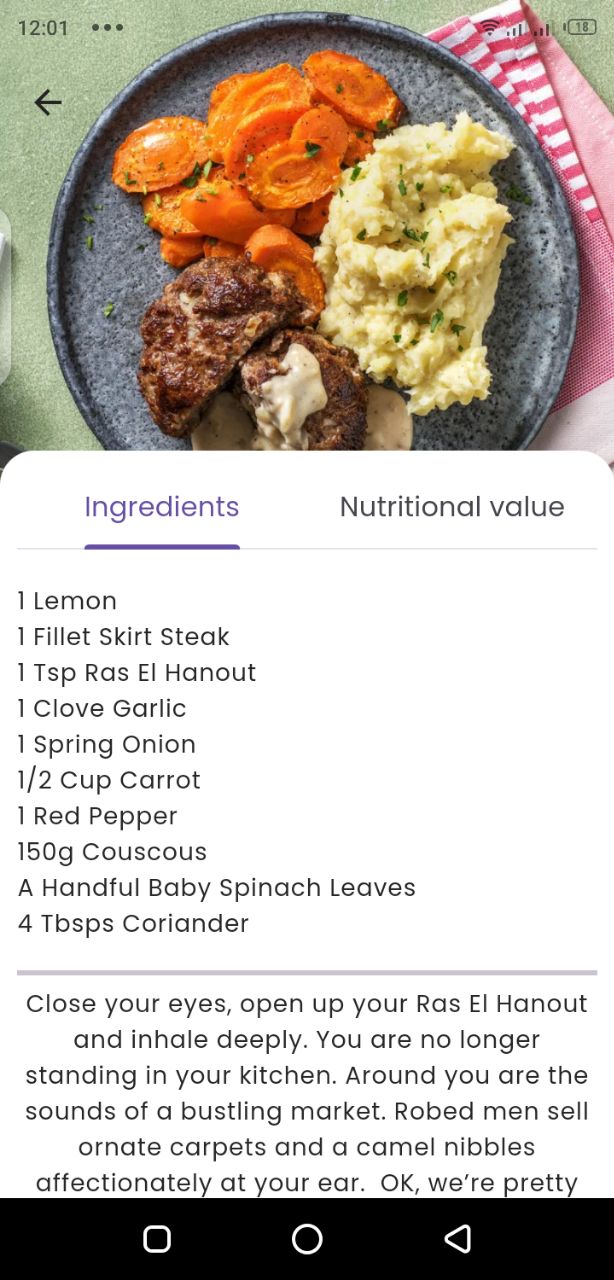 12:01 18
Ingredients Nutritional value
1 Lemon
1 Fillet Skirt Steak
1 Tsp Ras El Hanout
1 Clove Garlic
1 Spring Onion
1/2 Cup Carrot
1 Red Pepper
150g Couscous
A Handful Baby Spinach Leaves
4 Tbsps Coriander
Close your eyes, open up your Ras El Hanout
and inhale deeply. You are no longer
standing in your kitchen. Around you are the
sounds of a bustling market. Robed men sell
ornate carpets and a camel nibbles
affectionately at your ear.  OK, we’re pretty